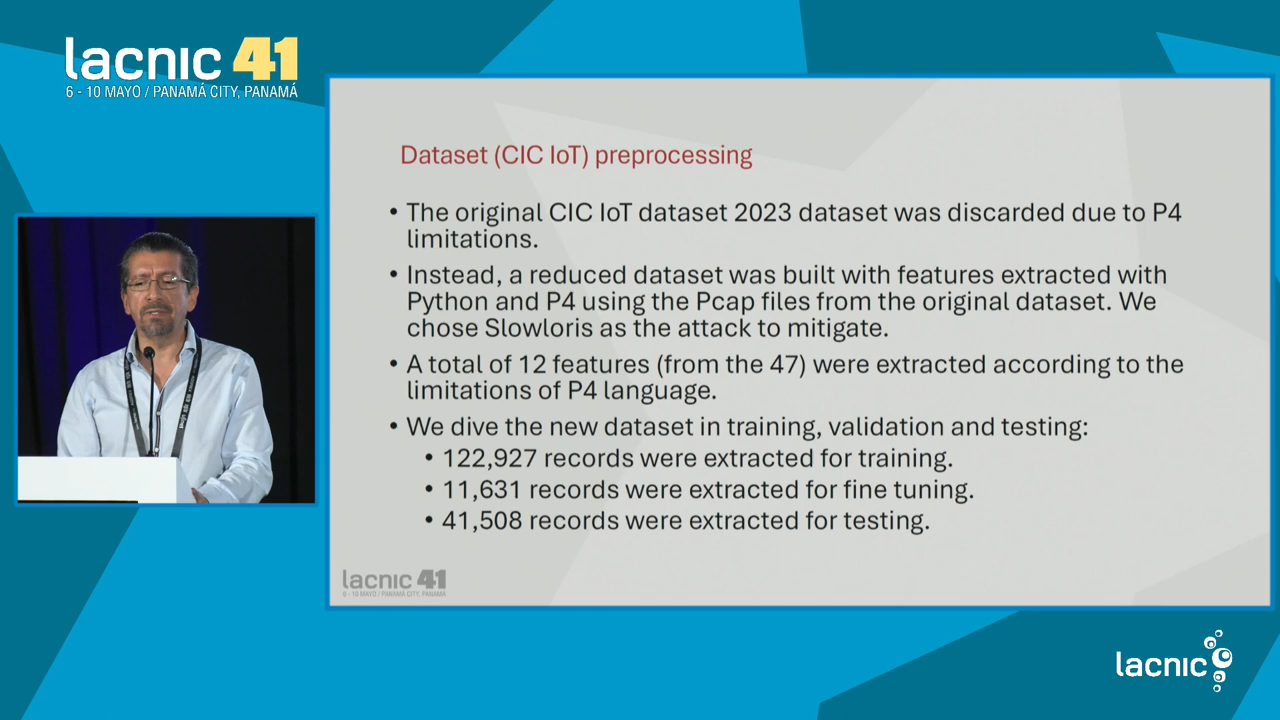 lacnic 41
6 - 10 MAYO / PANAMÁ CITY, PANAMÁ
Dataset (CIC IoT) preprocessing
• The original CIC IoT dataset 2023 dataset was discarded due to P4
limitations.
• Instead, a reduced dataset was built with features extracted with
Python and P4 using the Pcap files from the original dataset. We
chose Slowloris as the attack to mitigate.
• A total of 12 features (from the 47) were extracted according to the
limitations of P4 language.
• We dive the new dataset in training, validation and testing:
• 122,927 records were extracted for training.
• 11,631 records were extracted for fine tuning.
• 41,508 records were extracted for testing.
lacnic 41
6 - 10 MAYO / PANAMA CITY, PANAMA
lacnic